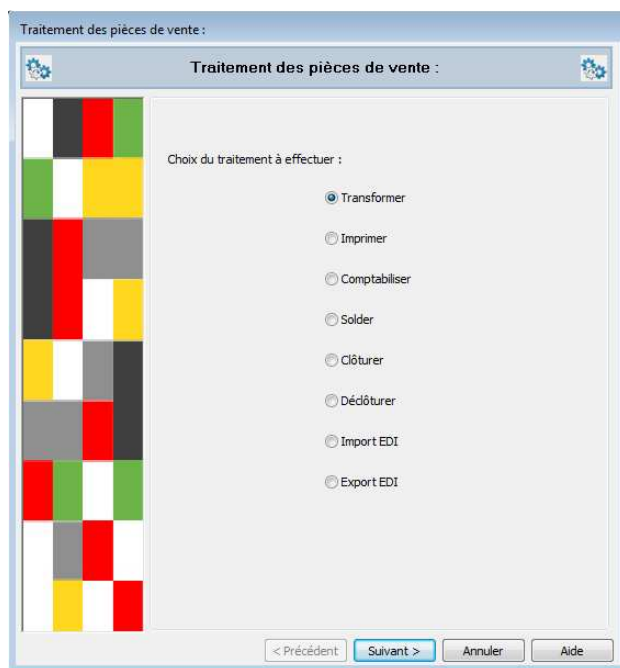 Traitement des pièces de vente :
Traitement des pièces de vente :
Choix du traitement à effectuer :
Transformer
Imprimer
Comptabiliser
Solder
Clôturer
Déclôturer
Import EDI
Export EDI
< Précédent Suivant > Annuler Aide